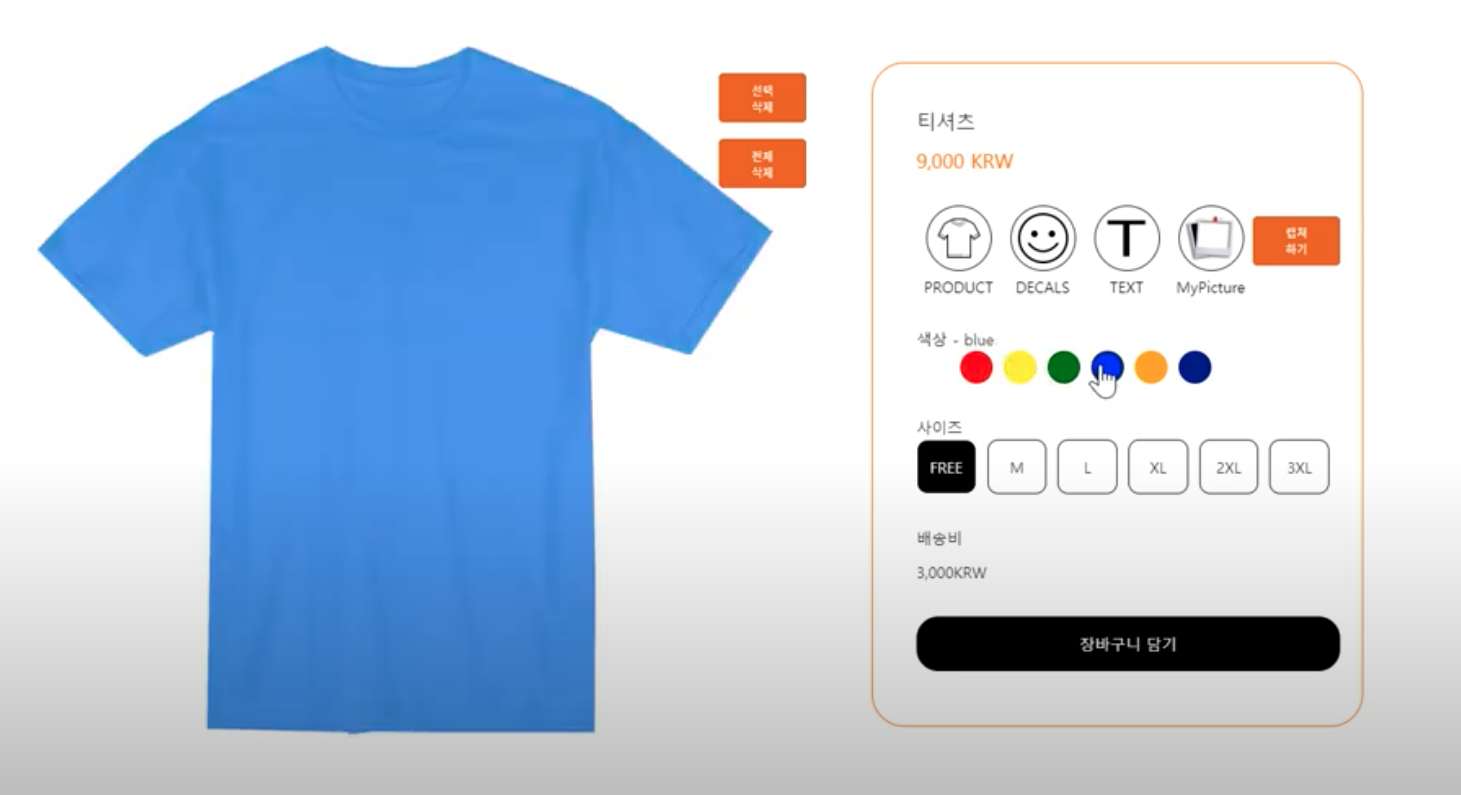 선택
삭제
전체
삭제
티셔츠
9,000 KRW
PRODUCT
DECALS
TEXT
MyPicture
캡쳐
하기
색상 - blue
사이즈
FREE
M
L
XL
2XL
3XL
배송비
3,000KRW
장바구니 담기